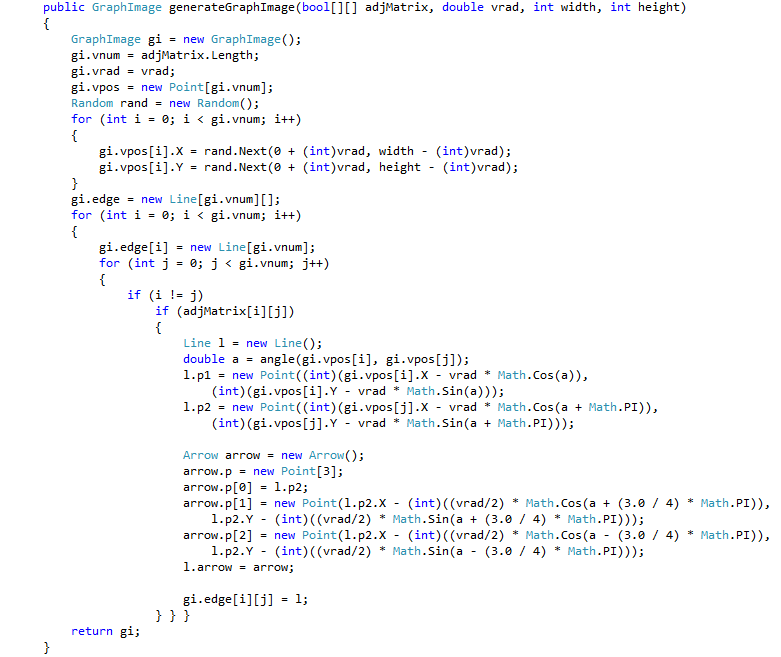 public GraphImage generateGraphImage(bool[][] adjMatrix, double vrad, int width, int height)
{
GraphImage gi = new GraphImage();
gi.vnum = adjMatrix.Length;
gi.vrad = vrad;
gi.vpos = new Point[gi.vnum];
Random rand = new Random();
for (int i = 0; i < gi.vnum; i++)
{
gi.vpos[i].X = rand.Next(0 + (int)vrad, width - (int)vrad);
gi.vpos[i].Y = rand.Next(0 + (int)vrad, height - (int)vrad);
}
gi.edge = new Line[gi.vnum][];
for (int i = 0; i < gi.vnum; i++)
{
gi.edge[i] = new Line[gi.vnum];
for (int j = 0; j < gi.vnum; j++)
{
if (i != j)
if (adjMatrix[i][j])
{
Line l = new Line();
double a = angle(gi.vpos[i], gi.vpos[j]);
l.p1 = new Point((int)(gi.vpos[i].X - vrad * Math.Cos(a)),
(int)(gi.vpos[i].Y - vrad * Math.Sin(a)));
l.p2 = new Point((int)(gi.vpos[j].X - vrad * Math.Cos(a + Math.PI)),
(int)(gi.vpos[j].Y - vrad * Math.Sin(a + Math.PI)));
Arrow arrow = new Arrow();
arrow.p = new Point[3];
arrow.p[0] = l.p2;
arrow.p[1] = new Point(l.p2.X - (int)((vrad/2) * Math.Cos(a + (3.0 / 4) * Math.PI)),
l.p2.Y - (int)((vrad/2) * Math.Sin(a + (3.0 / 4) * Math.PI)));
arrow.p[2] = new Point(l.p2.X - (int)((vrad/2) * Math.Cos(a - (3.0 / 4) * Math.PI)),
l.p2.Y - (int)((vrad/2) * Math.Sin(a - (3.0 / 4) * Math.PI)));
l.arrow = arrow;
gi.edge[i][j] = l;
} } }
return gi;
}